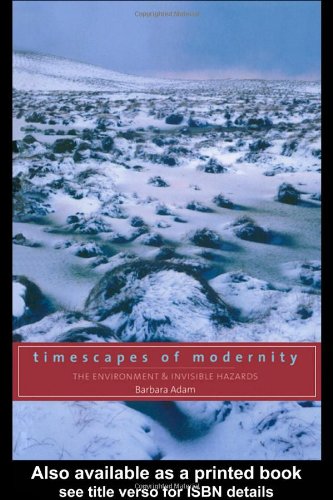 timescapes of modernity
THE ENVIRONMENT & INVISIBLE HAZARDS
Barbara Adam
Also available as a printed book
see title verso for ISBN details